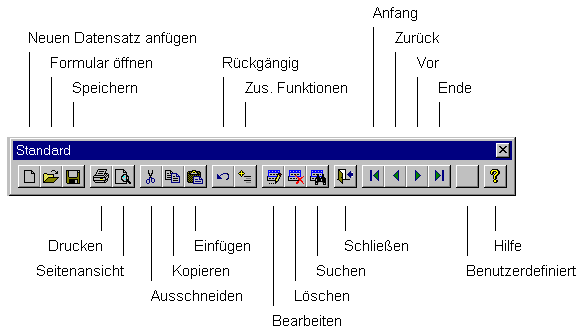 Anfang
Neuen Datensatz anfügen
Zurück
Formular öffnen
Rückgängig
Vor
Speichern
Zus. Funktionen
Ende
Standard
Drucken
Einfügen
Schließen
Hilfe
Seitenansicht
Kopieren
Suchen
Benutzerdefiniert
Ausschneiden
Löschen
Bearbeiten